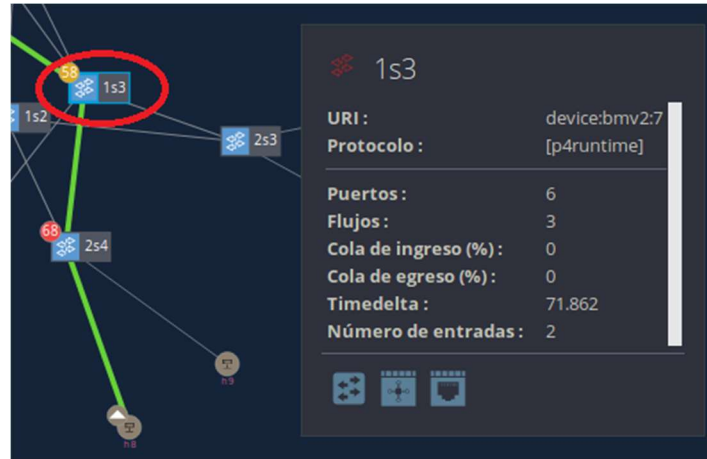 58
1s3
1s2
2s3
68
2s4
h9
h8
1s3
URI :
device:bmv2:7
Protocolo :
[p4runtime]
Puertos :
6
Flujos :
3
Cola de ingreso (%) :
0
Cola de egreso (%) :
0
Timedelta :
71.862
Número de entradas :
2